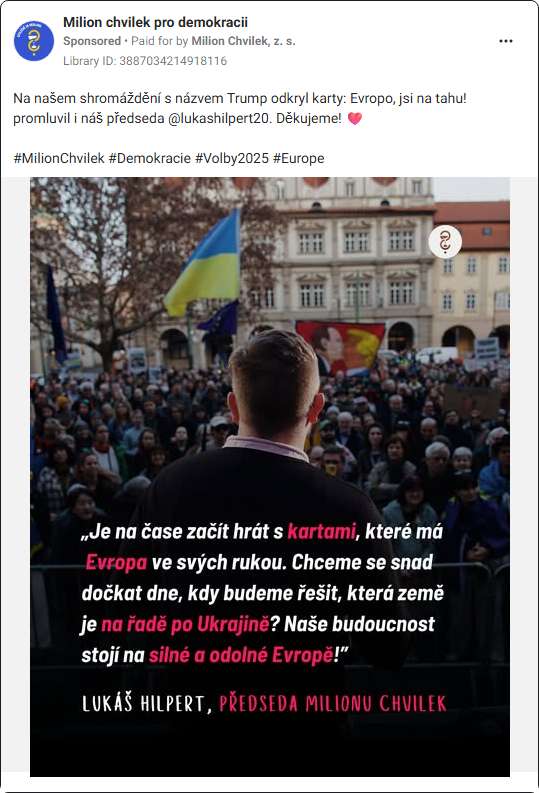 Milion chvilek pro demokracii
Sponsored • Paid for by Milion Chvilek, z. s.
Library ID: 3887034214918116
Na našem shromáždění s názvem Trump odkryl karty: Evropo, jsi na tahu!
promluvil i náš předseda @lukashilpert20. Děkujeme! ❤️
#MilionChvilek #Demokracie #Volby2025 #Europe
„Je na čase začít hrát s kartami, které má
Evropa ve svých rukou. Chceme se snad
dočkat dne, kdy budeme řešit, která země
je na řadě po Ukrajině? Naše budoucnost
stojí na silné a odolné Evropě!”
LUKÁŠ HILPERT, PŘEDSEDA MILIONU CHVILEK